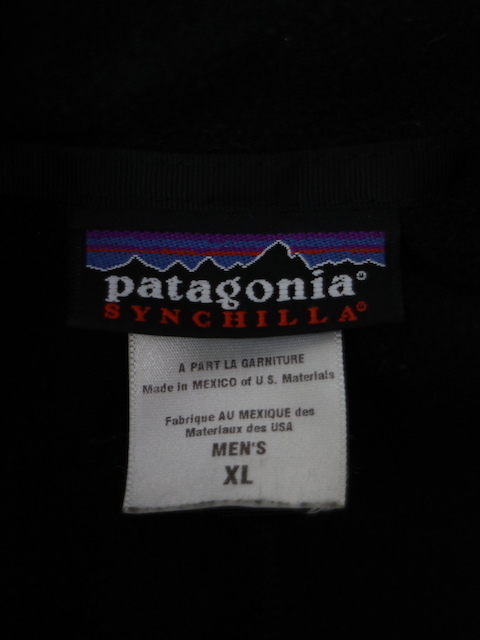 patagonia®
SYNCHILLA®
A PART LA GARNITURE
Made in MEXICO of U.S. Materials
Fabrique AU MEXIQUE des
Materiaux des USA
MEN'S
XL